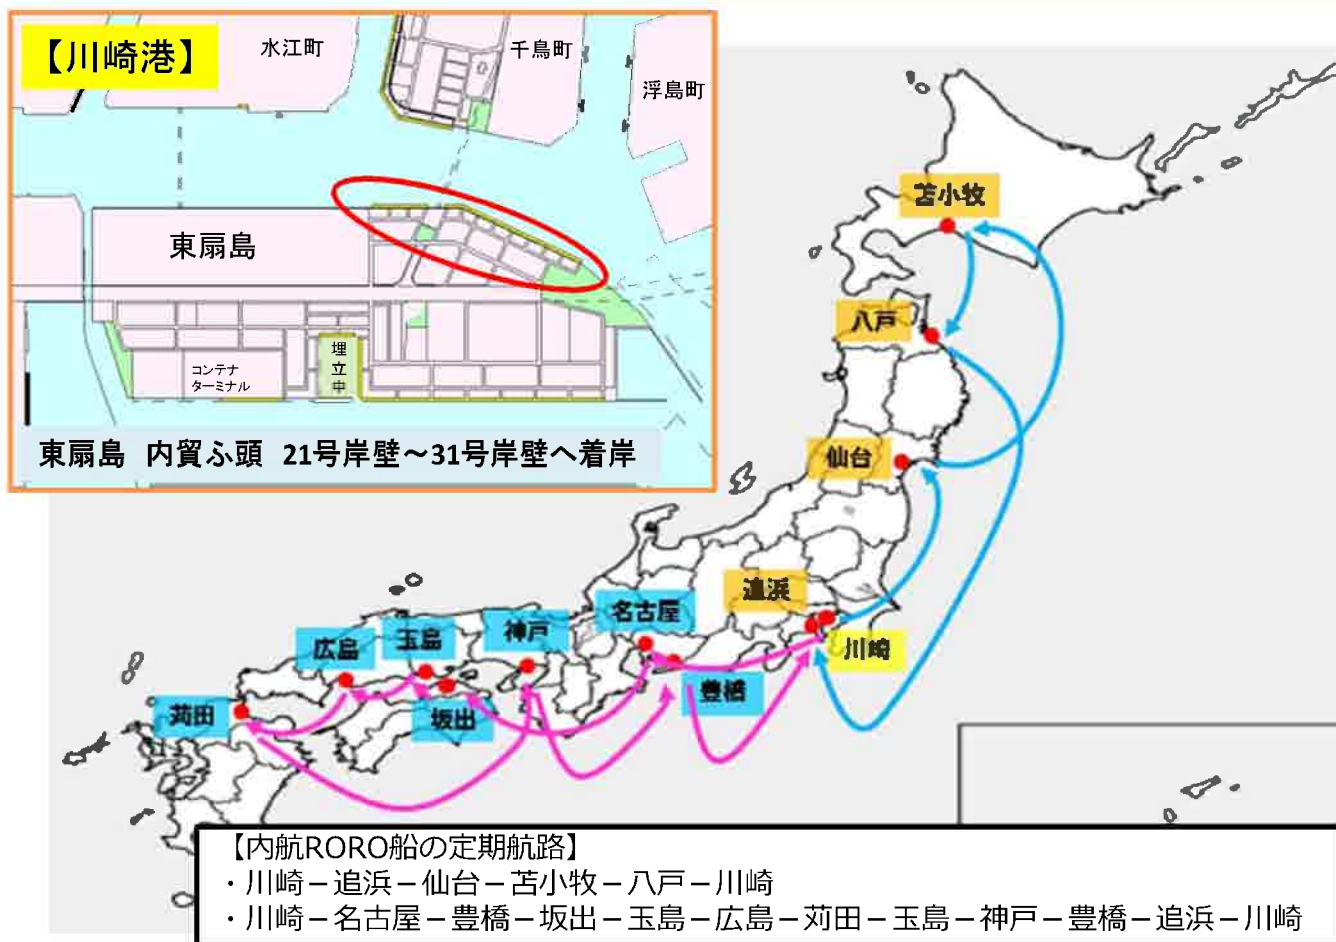 【川崎港】
水江町
千鳥町
浮島町
東扇島
コンテナ
ターミナル
埋立中
東扇島 内貿ふ頭 21号岸壁～31号岸壁へ着岸
苫小牧
八戸
仙台
追浜
川崎
名古屋
豊橋
神戸
玉島
坂出
広島
苅田
【内航RORO船の定期航路】
・川崎－追浜－仙台－苫小牧－八戸－川崎
・川崎－名古屋－豊橋－坂出－玉島－広島－苅田－玉島－神戸－豊橋－追浜－川崎